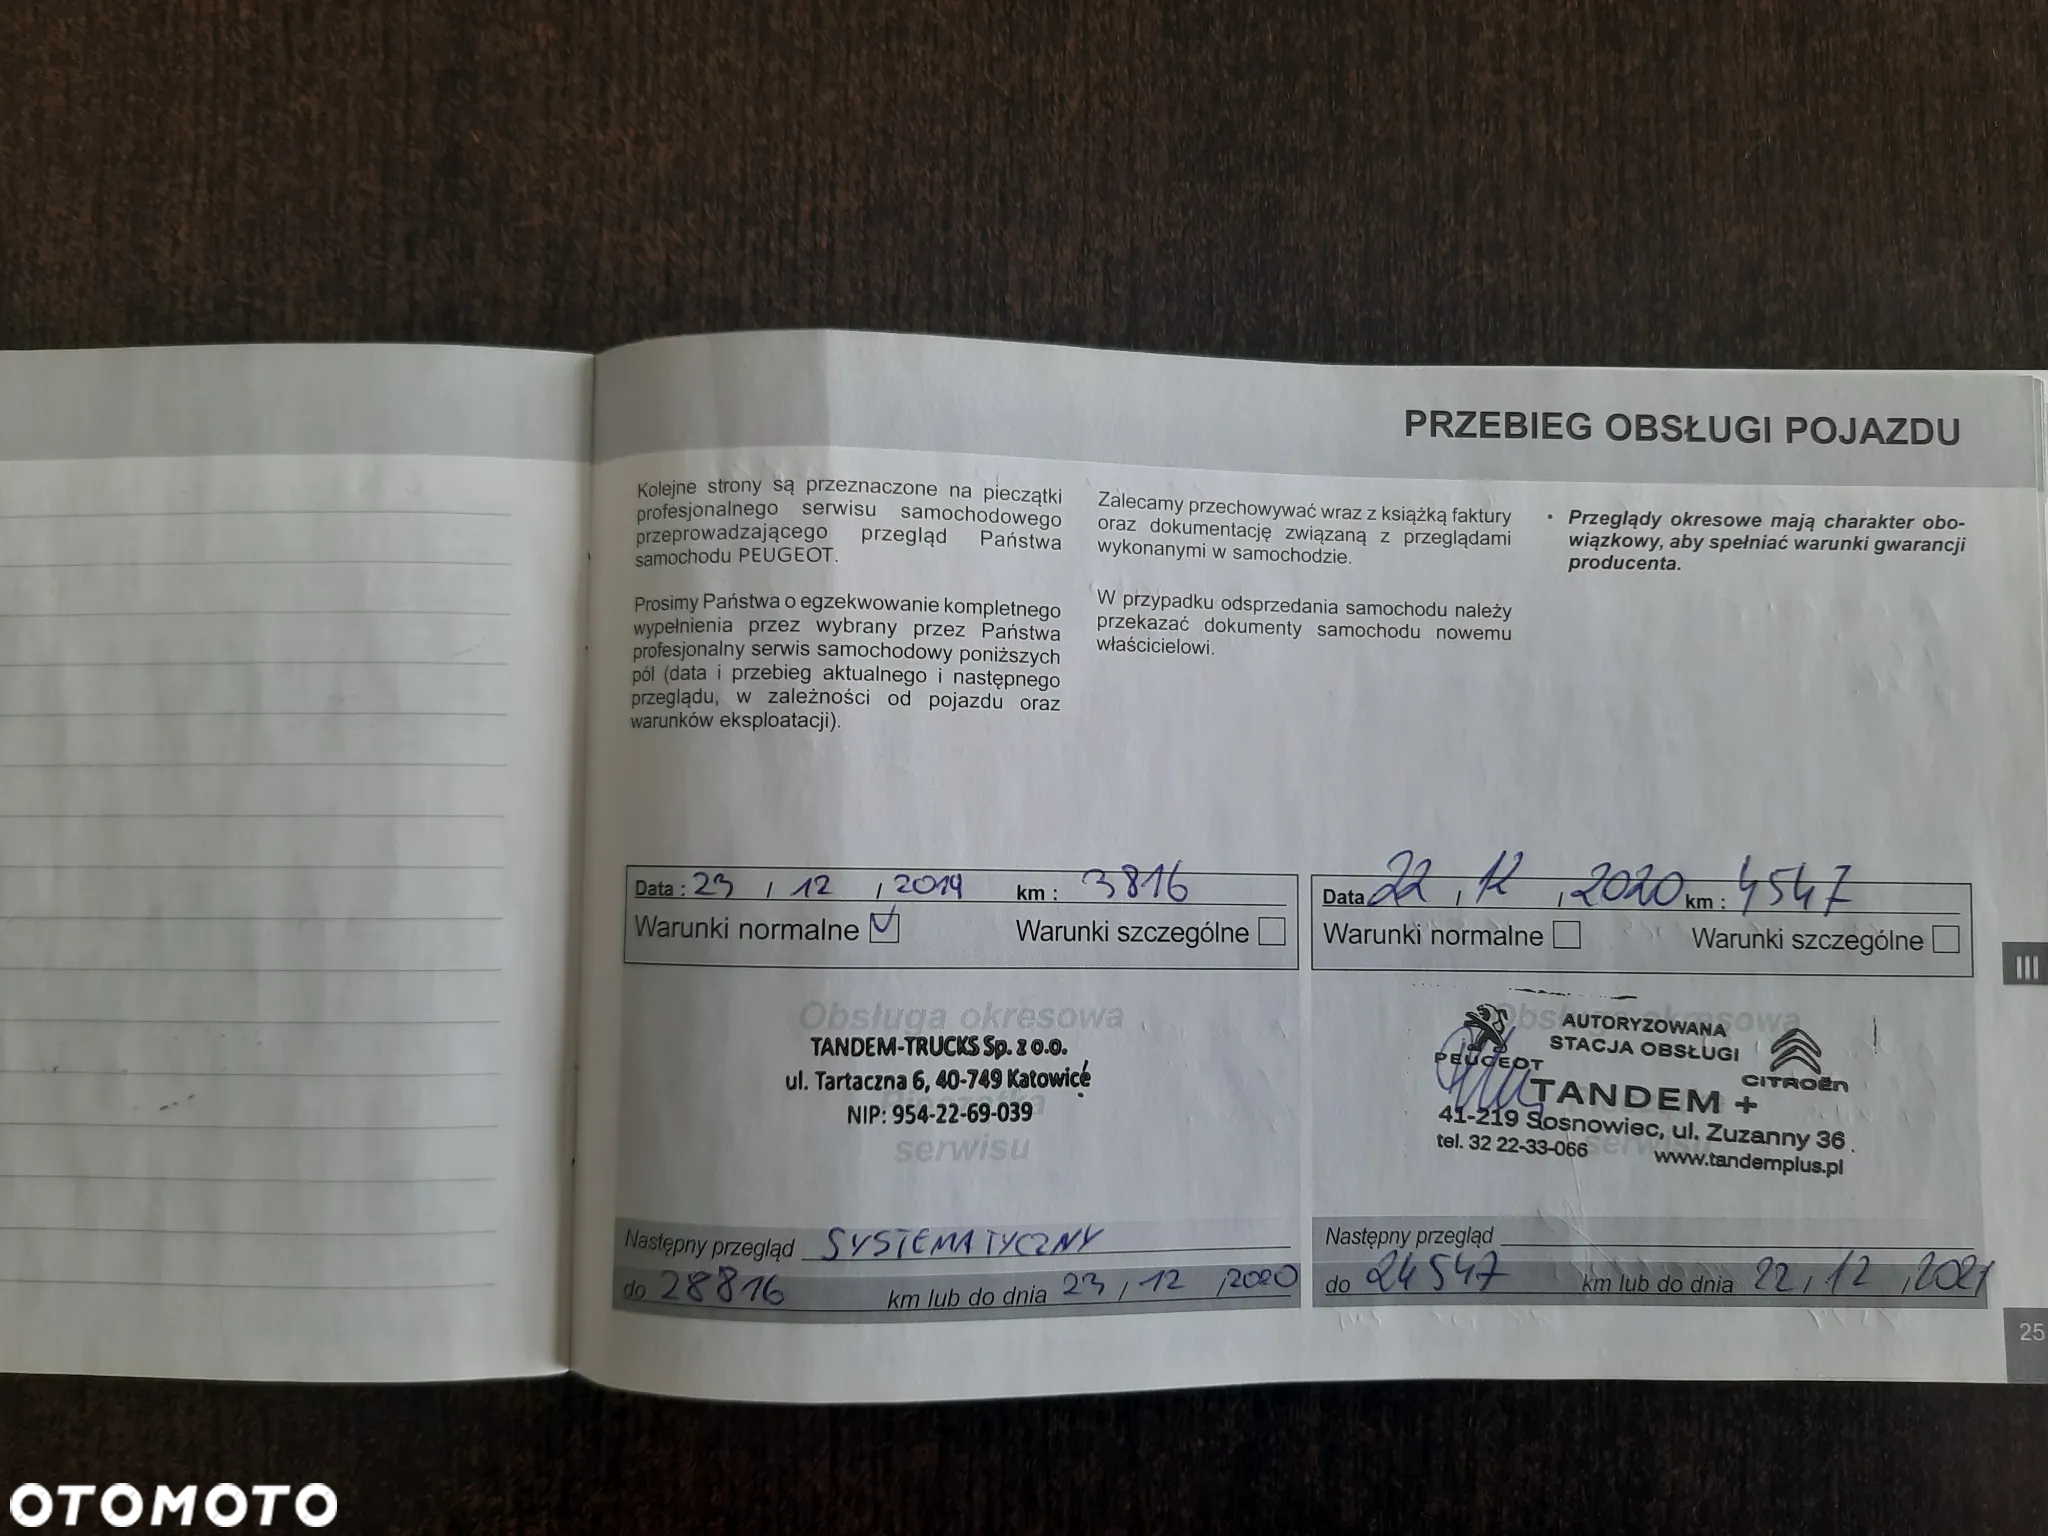 PRZEBIEG OBSŁUGI POJAZDU
Kolejne strony są przeznaczone na pieczątki
profesjonalnego serwisu samochodowego
przeprowadzającego przegląd Państwa
samochodu PEUGEOT.
Prosimy Państwa o egzekwowanie kompletnego
wypełnienia przez wybrany przez Państwa
profesjonalny serwis samochodowy poniższych
pól (data i przebieg aktualnego i następnego
przeglądu, w zależności od pojazdu oraz
warunków eksploatacji).
Zalecamy przechowywać wraz z książką faktury
oraz dokumentację związaną z przeglądami
wykonanymi w samochodzie.
W przypadku odsprzedania samochodu należy
przekazać dokumenty samochodu nowemu
właścicielowi.
• Przeglądy okresowe mają charakter obo-
wiązkowy, aby spełniać warunki gwarancji
producenta.
Data : 23 / 12 / 2019 km : 3816
Warunki normalne Warunki szczególne
Obsługa okresowa
TANDEM-TRUCKS Sp. z o.o.
ul. Tartaczna 6, 40-749 Katowice
Pieczątka
NIP: 954-22-69-039
serwisu
Następny przegląd SYSTEMATYCZNY
do 28816 km lub do dnia 23 / 12 / 2020
Data 22 / 12 / 2020 km : 4547
Warunki normalne Warunki szczególne
Obsługa okresowa
AUTORYZOWANA
STACJA OBSŁUGI
PEUGEOT
CITROËN
TANDEM +
41-219 Sosnowiec, ul. Zuzanny 36
tel. 32 22-33-066 www.tandemplus.pl
Następny przegląd
do 24547 km lub do dnia 22 / 12 / 2021
III
25
OTOMOTO